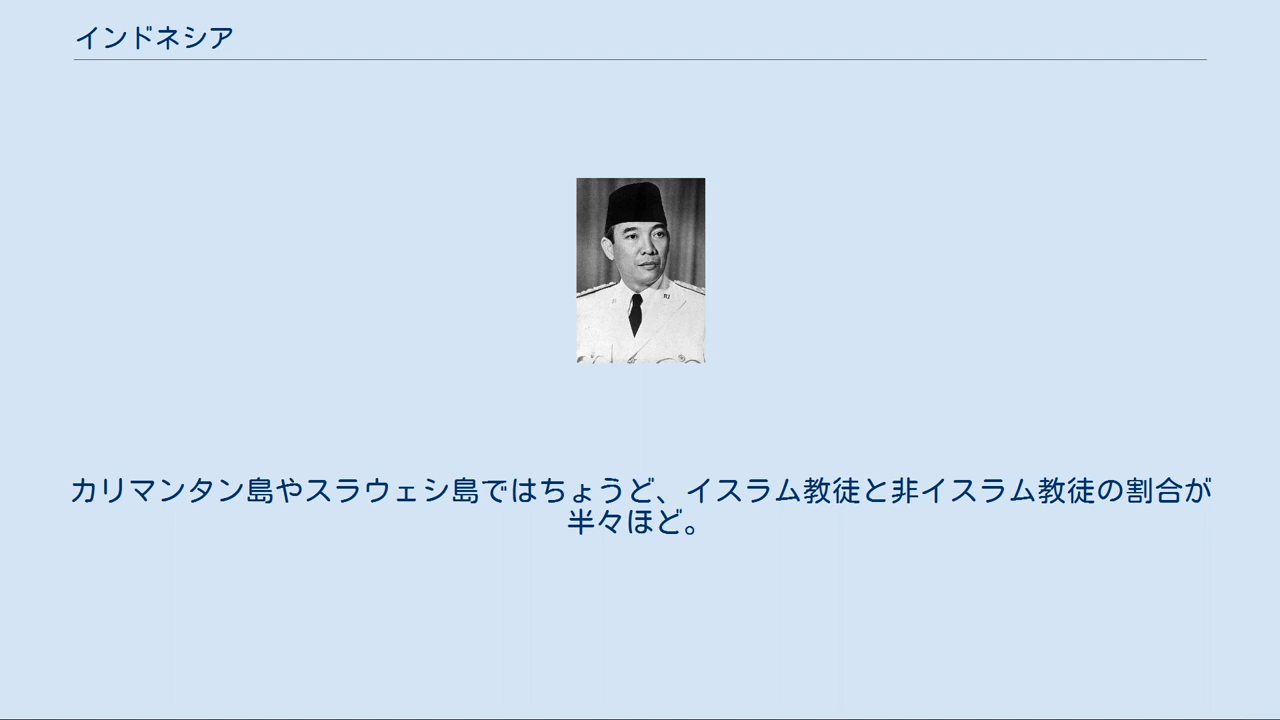 インドネシア
カリマンタン島やスラウェシ島ではちょうど、イスラム教徒と非イスラム教徒の割合が
半々ほど。